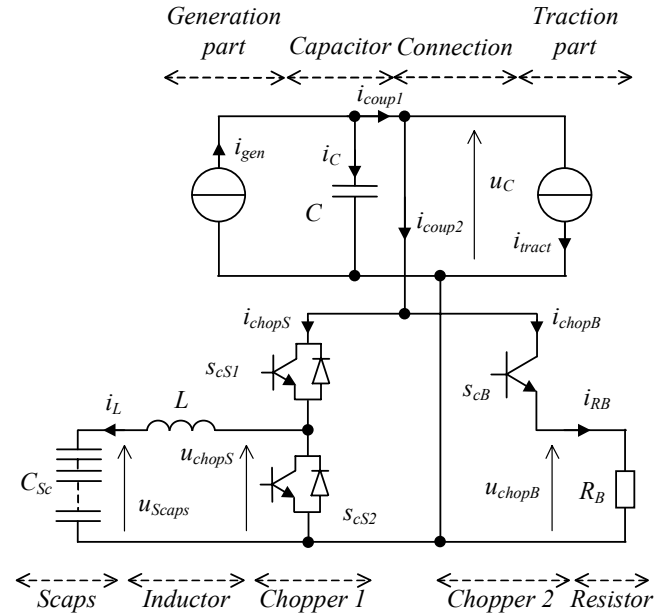 Generation part
Capacitor
Connection
Traction part
i_coup1
i_gen
i_C
C
u_C
i_coup2
i_tract
i_chopS
i_chopB
s_cS1
s_cB
i_L
L
i_RB
u_chopS
C_Sc
u_Scaps
s_cS2
u_chopB
R_B
Scaps
Inductor
Chopper 1
Chopper 2
Resistor